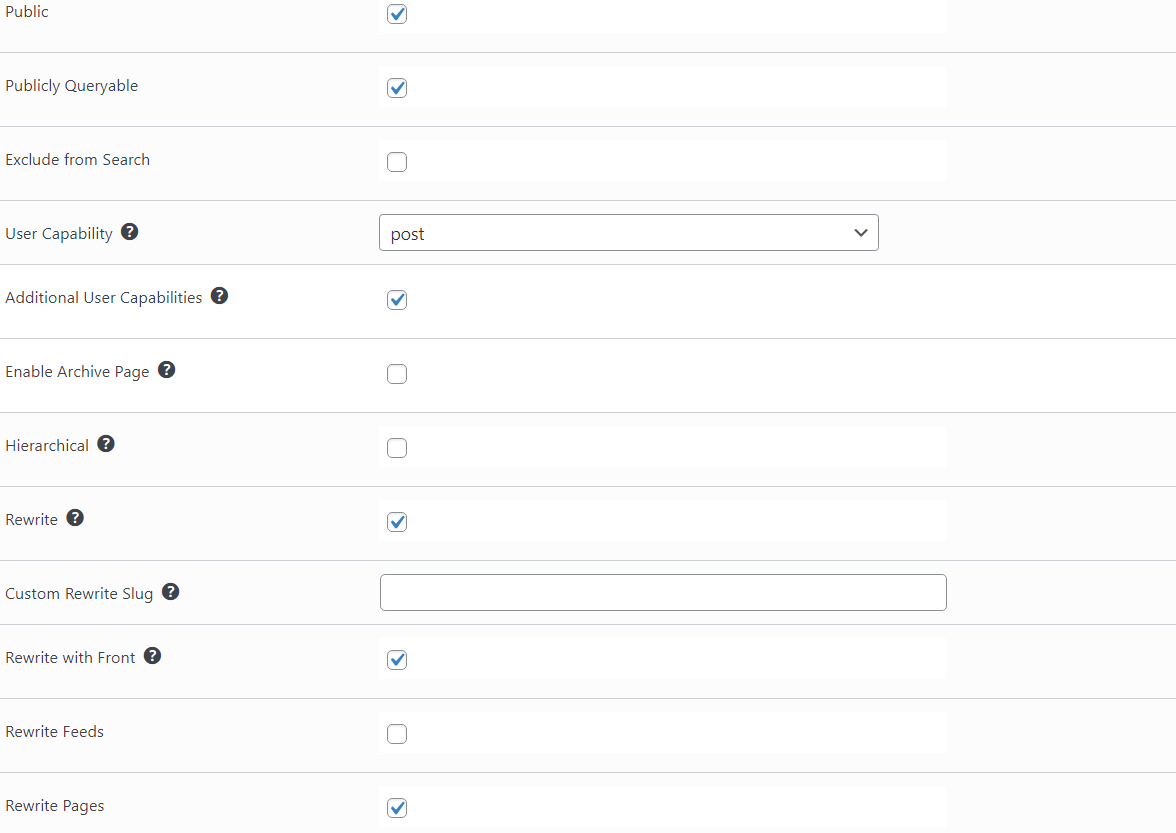 Public
Publicly Queryable
Exclude from Search
User Capability ?
post
Additional User Capabilities ?
Enable Archive Page ?
Hierarchical ?
Rewrite ?
Custom Rewrite Slug ?
Rewrite with Front ?
Rewrite Feeds
Rewrite Pages